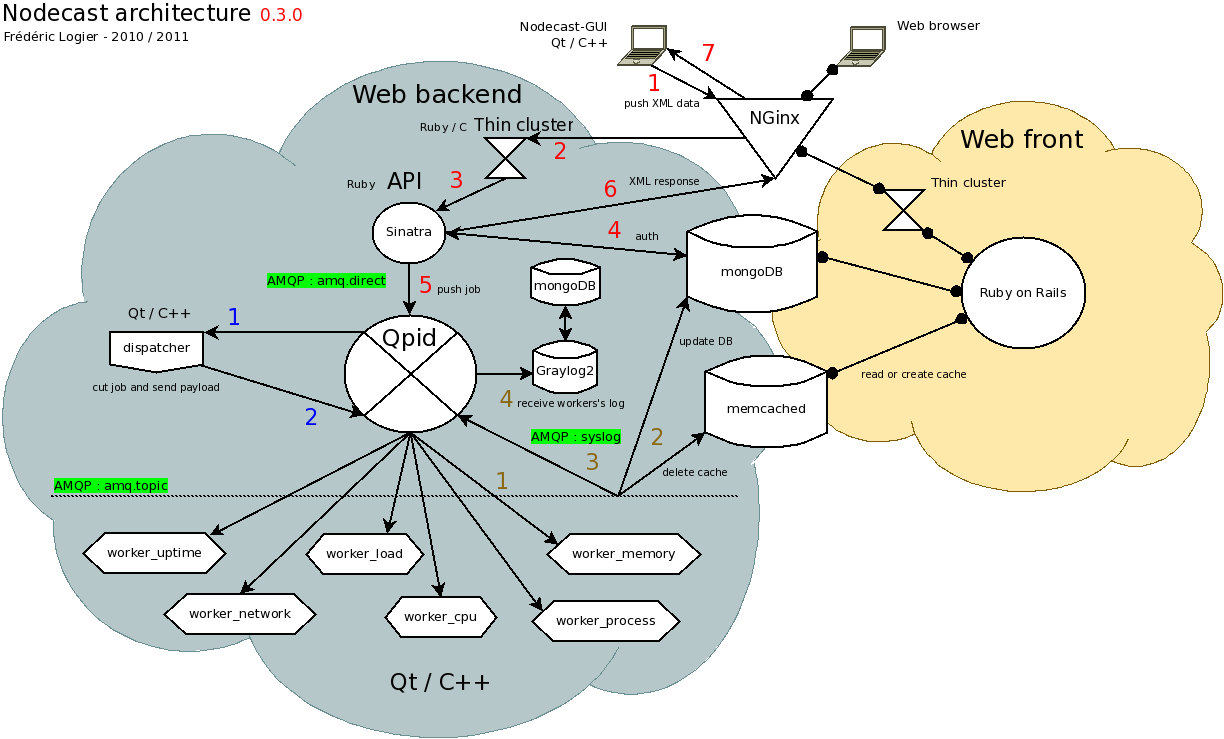 Nodecast architecture 0.3.0
Frédéric Logier - 2010 / 2011
Nodecast-GUI
Qt / C++
Web browser
7
1
push XML data
NGinx
Web backend
Ruby / C Thin cluster
2
Web front
Thin cluster
Ruby API
3
6 XML response
Sinatra
4 auth
mongoDB
Ruby on Rails
AMQP : amq.direct
5 push job
mongoDB
Qt / C++
1
dispatcher
cut job and send payload
2
Qpid
Graylog2
4 receive workers's log
update DB
memcached
read or create cache
AMQP : syslog
2
3
delete cache
1
AMQP : amq.topic
worker_uptime
worker_load
worker_memory
worker_network
worker_cpu
worker_process
Qt / C++